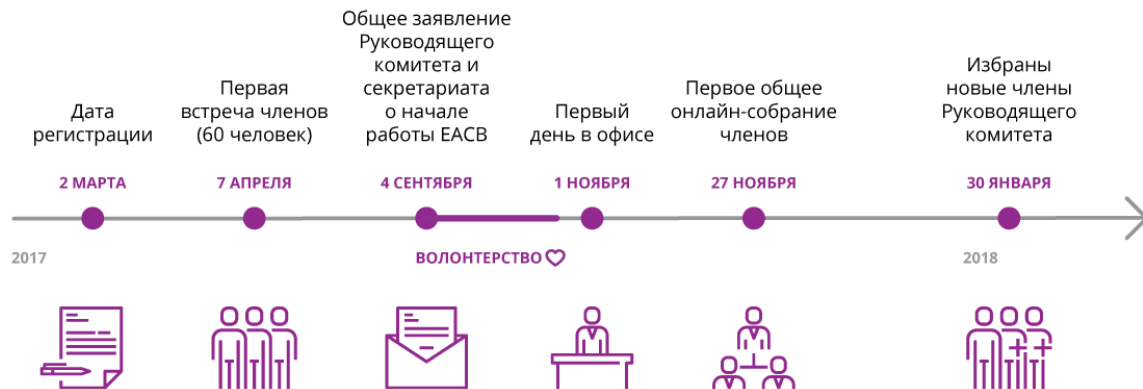 Дата
регистрации
2 МАРТА
Первая
встреча членов
(60 человек)
7 АПРЕЛЯ
Общее заявление
Руководящего
комитета и
секретариата
о начале
работы ЕАСВ
4 СЕНТЯБРЯ
Первый
день в офисе
1 НОЯБРЯ
Первое общее
онлайн-собрание
членов
27 НОЯБРЯ
Избраны
новые члены
Руководящего
комитета
30 ЯНВАРЯ
2017
ВОЛОНТЕРСТВО
2018